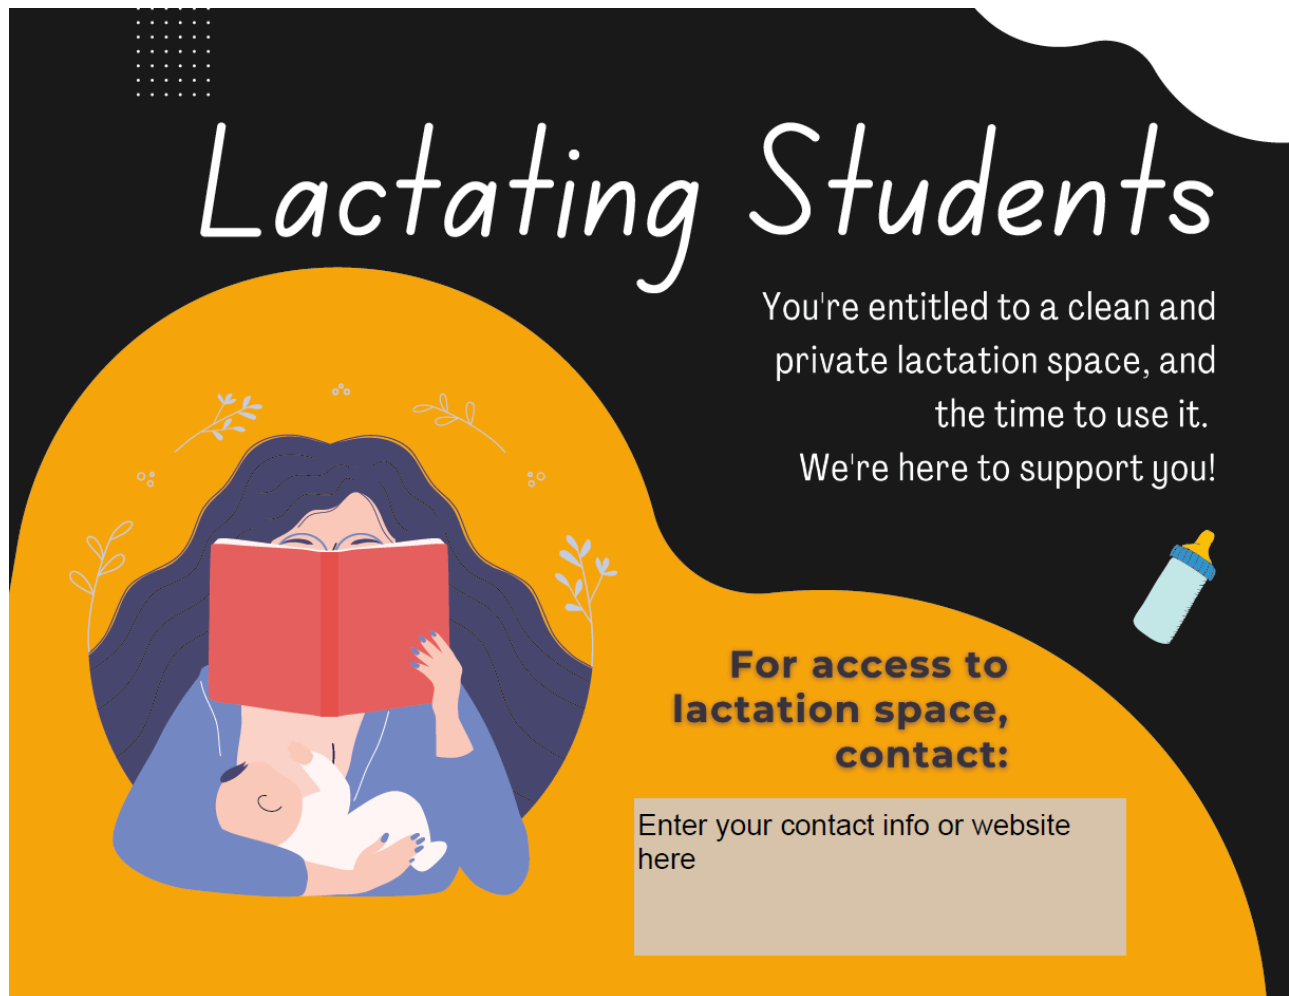 Lactating Students
You're entitled to a clean and
private lactation space, and
the time to use it.
We're here to support you!
For access to
lactation space,
contact:
Enter your contact info or website
here